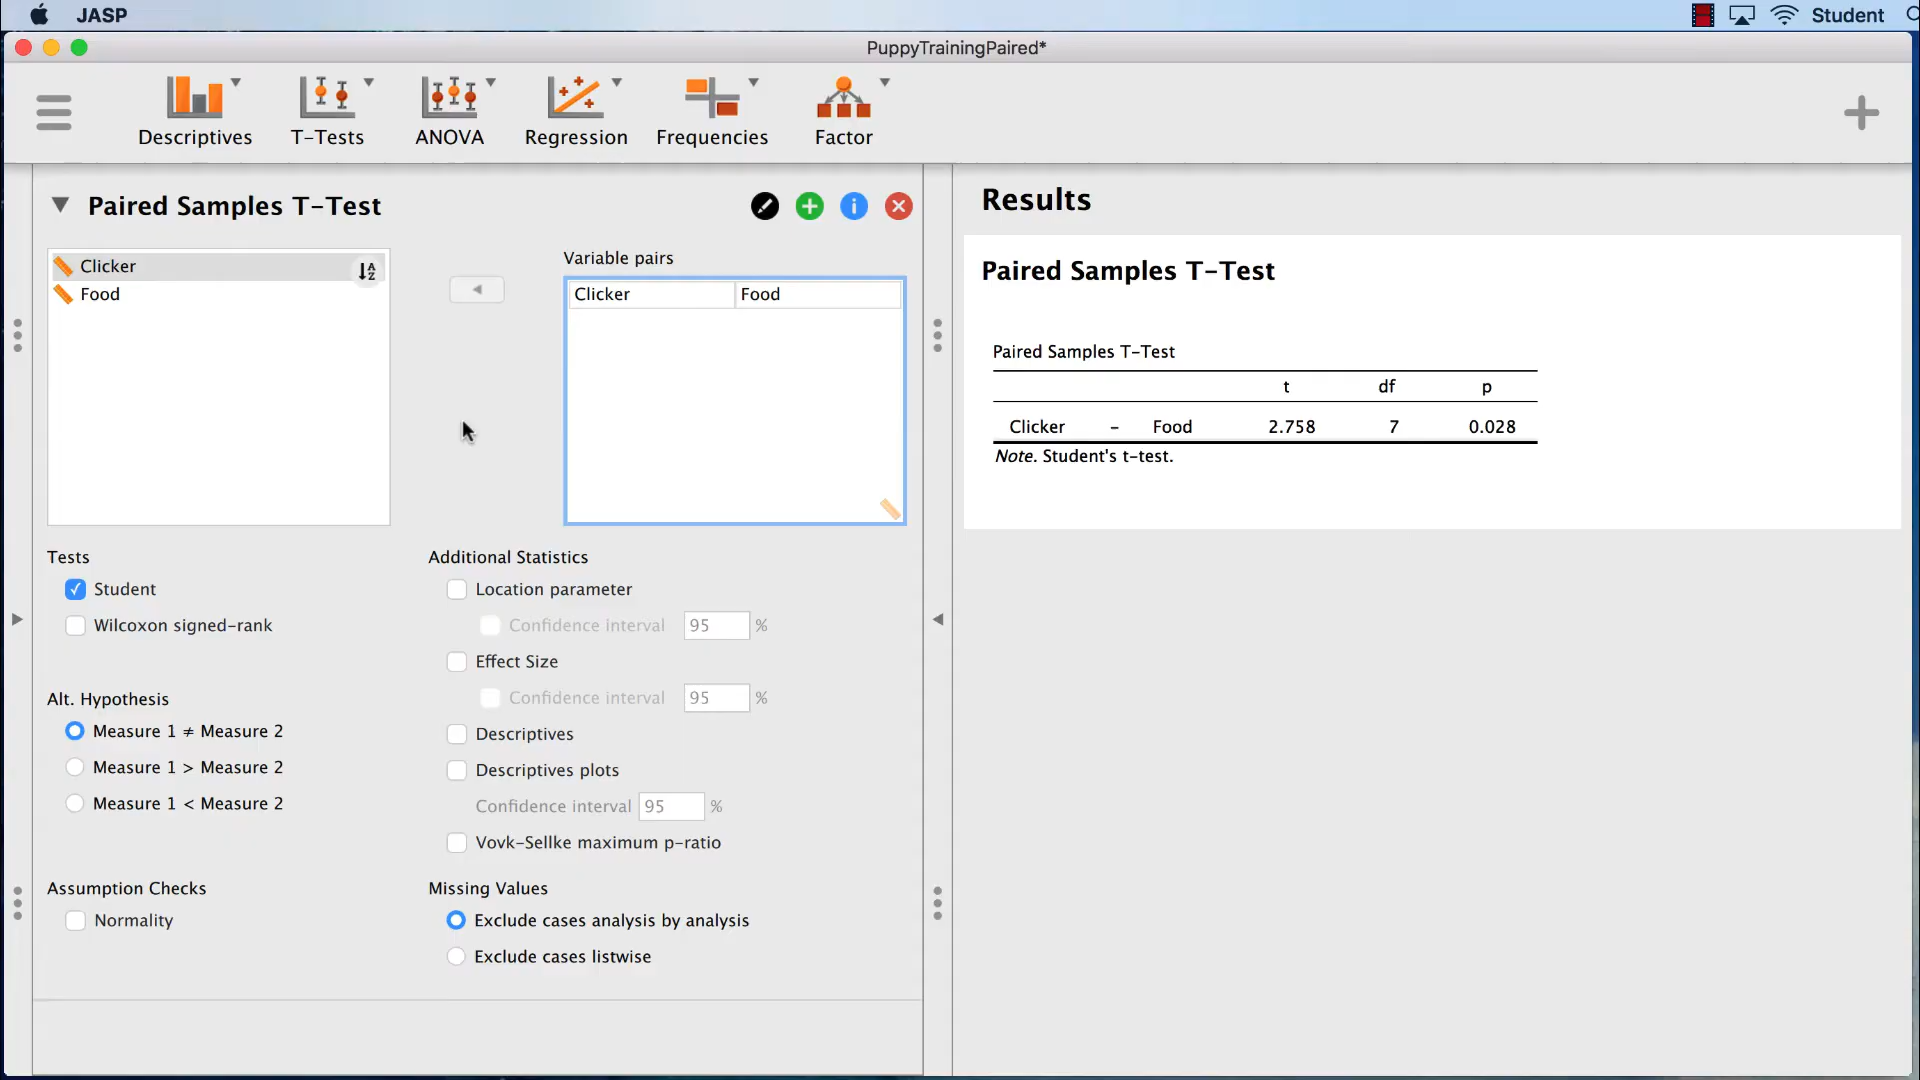 JASP
Student
PuppyTrainingPaired*
Descriptives
T-Tests
ANOVA
Regression
Frequencies
Factor
Paired Samples T-Test
Clicker
Food
Variable pairs
Clicker Food
Tests
Student
Wilcoxon signed-rank
Alt. Hypothesis
Measure 1 ≠ Measure 2
Measure 1 > Measure 2
Measure 1 < Measure 2
Assumption Checks
Normality
Additional Statistics
Location parameter
Confidence interval 95 %
Effect Size
Confidence interval 95 %
Descriptives
Descriptives plots
Confidence interval 95 %
Vovk-Sellke maximum p-ratio
Missing Values
Exclude cases analysis by analysis
Exclude cases listwise
Results
Paired Samples T-Test
Paired Samples T-Test
t df p
Clicker - Food 2.758 7 0.028
Note. Student's t-test.